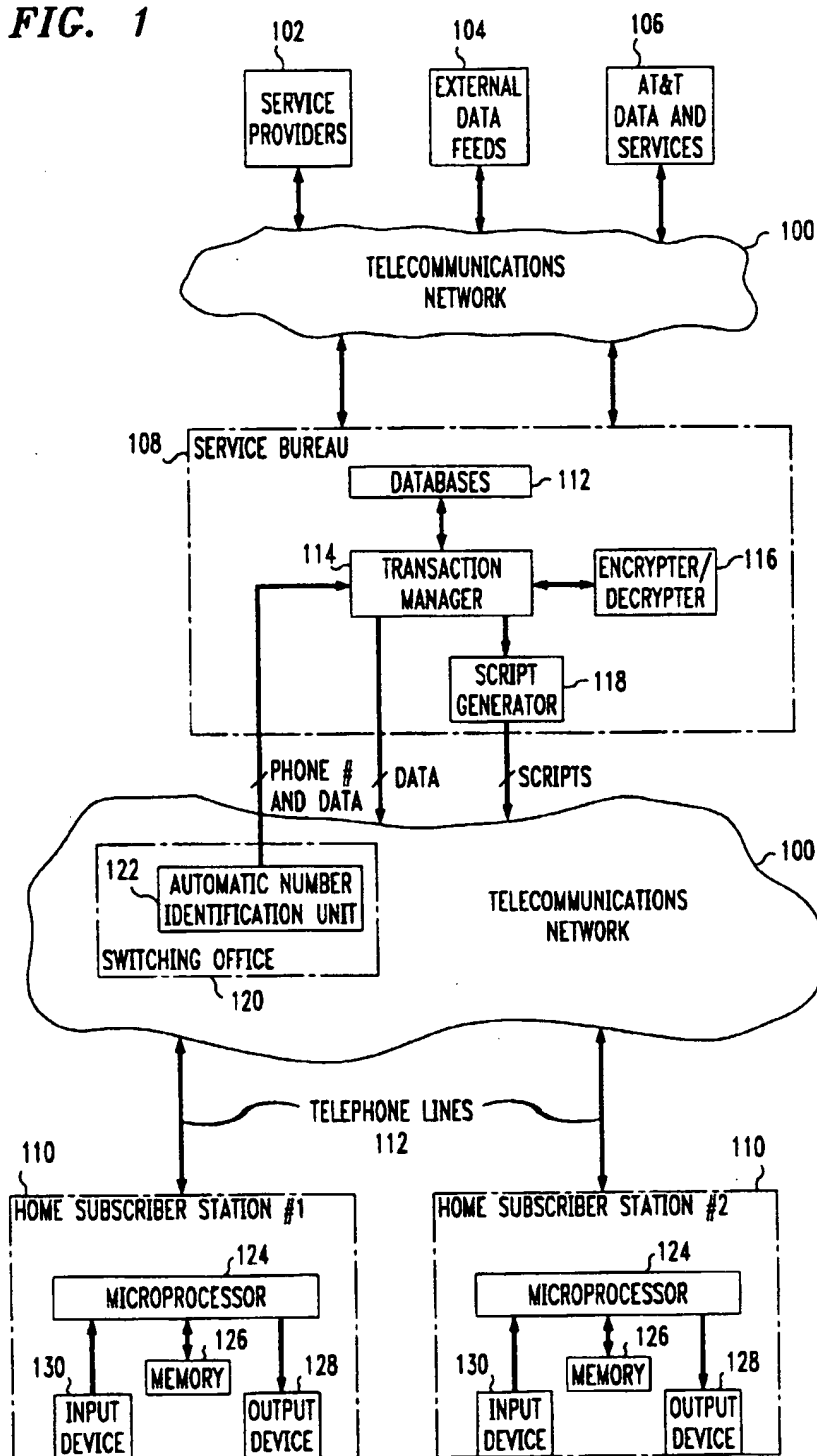 FIG. 1
102
104
106
SERVICE
PROVIDERS
EXTERNAL
DATA
FEEDS
AT&T
DATA AND
SERVICES
100
TELECOMMUNICATIONS
NETWORK
108
SERVICE BUREAU
DATABASES
112
114
TRANSACTION
MANAGER
ENCRYPTER/
DECRYPTER
116
SCRIPT
GENERATOR
118
PHONE #
AND DATA
DATA
SCRIPTS
100
122
AUTOMATIC NUMBER
IDENTIFICATION UNIT
SWITCHING OFFICE
120
TELECOMMUNICATIONS
NETWORK
TELEPHONE LINES
112
110
HOME SUBSCRIBER STATION #1
124
MICROPROCESSOR
126
MEMORY
130
INPUT
DEVICE
128
OUTPUT
DEVICE
110
HOME SUBSCRIBER STATION #2
124
MICROPROCESSOR
126
MEMORY
130
INPUT
DEVICE
128
OUTPUT
DEVICE